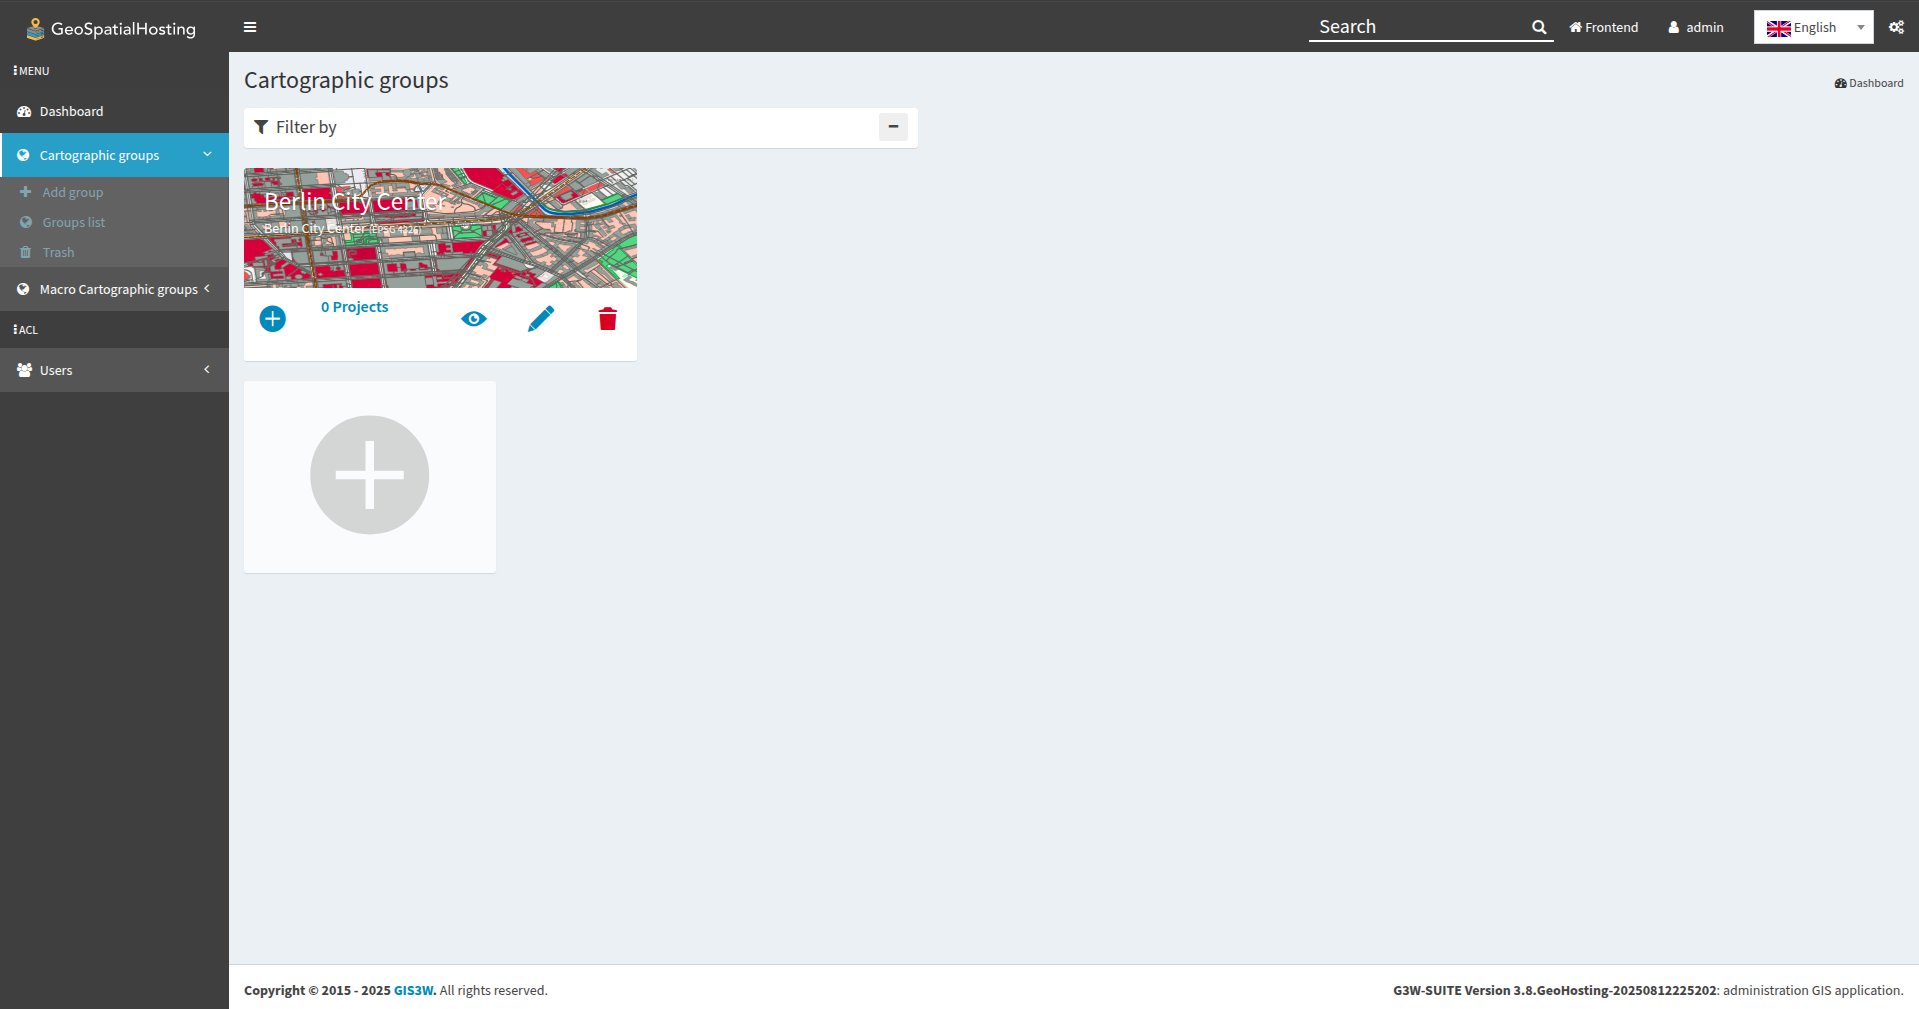 GeoSpatialHosting
Search
Frontend
admin
English
MENU
Dashboard
Cartographic groups
Add group
Groups list
Trash
Macro Cartographic groups
ACL
Users
Cartographic groups
Dashboard
Filter by
Berlin City Center
Berlin City Center (EPSG:4326)
0 Projects
Copyright © 2015 - 2025 GIS3W. All rights reserved.
G3W-SUITE Version 3.8.GeoHosting-20250812225202: administration GIS application.